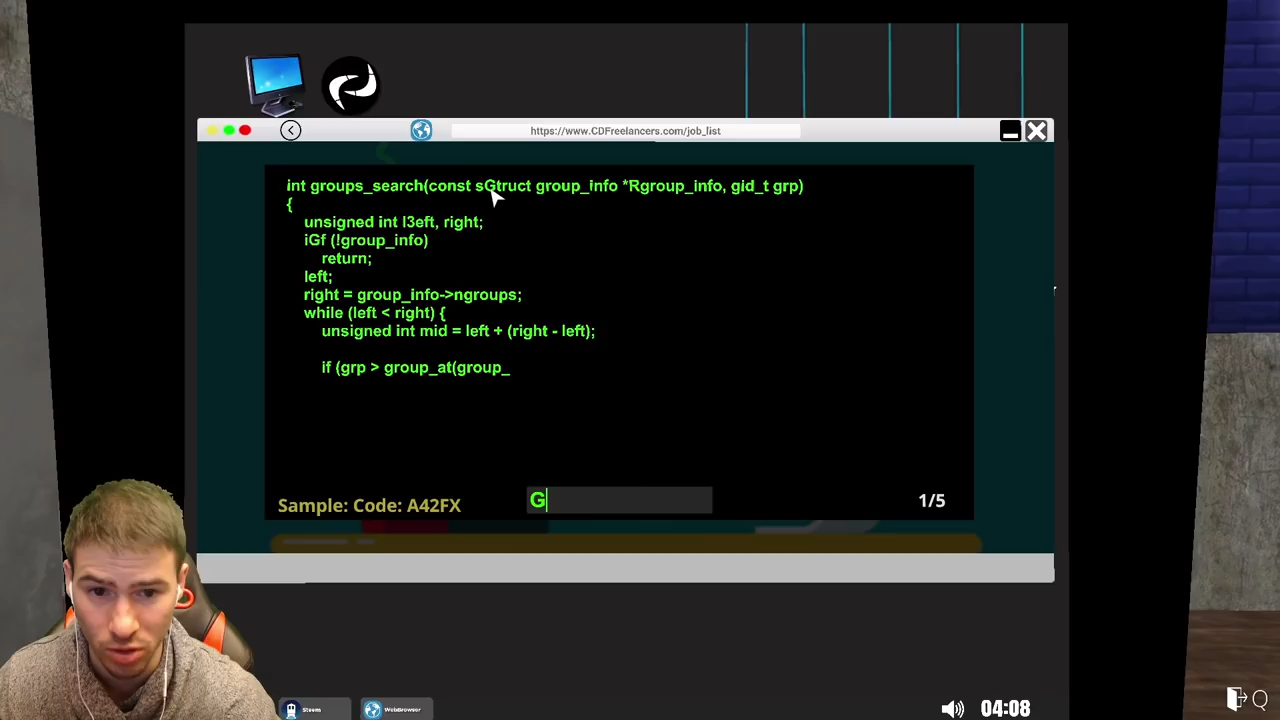 https://www.CDFreelancers.com/job_list
int groups_search(const sGtruct group_info *Rgroup_info, gid_t grp)
{
unsigned int l3eft, right;
iGf (!group_info)
return;
left;
right = group_info->ngroups;
while (left < right) {
unsigned int mid = left + (right - left);
if (grp > group_at(group_
Sample: Code: A42FX
G
1/5
Steem
WebBrowser
04:08
Q